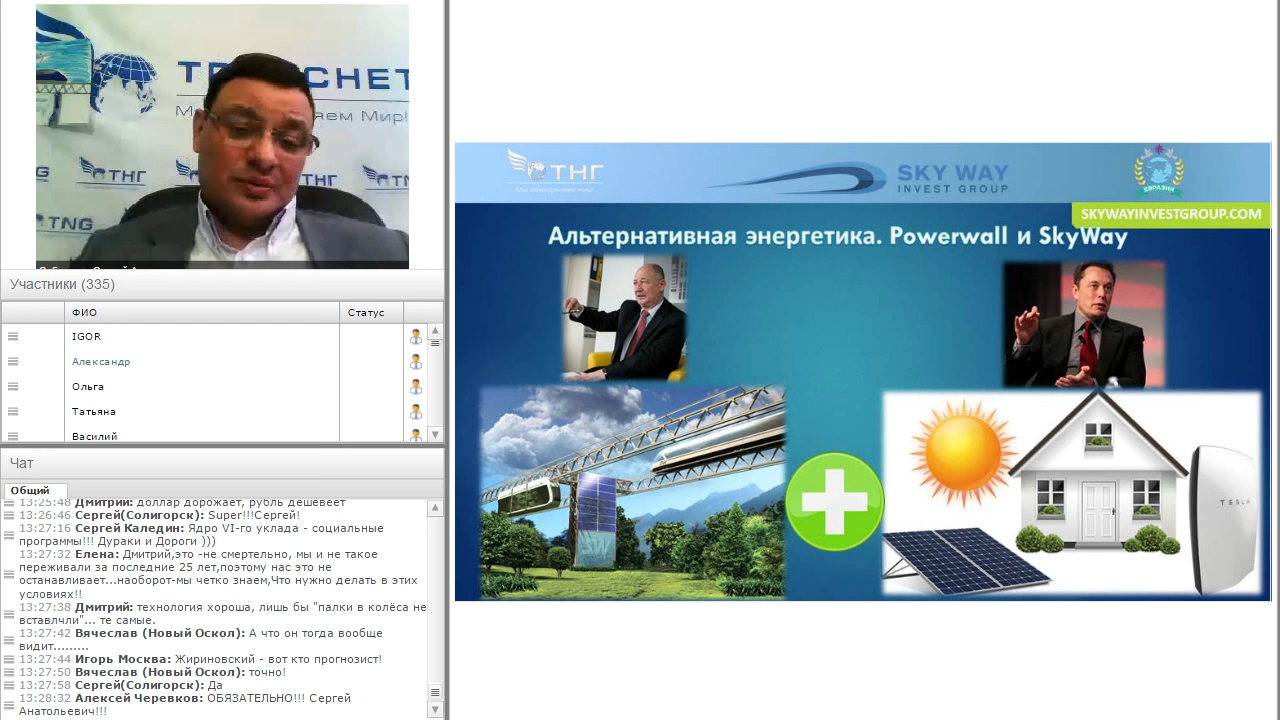 TNG
TNG
TNG
Участники (335)
ФИО
Статус
IGOR
Александр
Ольга
Татьяна
Василий
Чат
Общий
13:25:48 Дмитрий: доллар дорожает, рубль дешевеет
13:26:46 Сергей(Солигорск): Super!!!Сергей!
13:27:16 Сергей Каледин: Ядро VI-го уклада - социальные
программы!!! Дураки и Дороги )))
13:27:32 Елена: Дмитрий,это -не смертельно, мы и не такое
переживали за последние 25 лет,поэтому нас это не
останавливает...наоборот-мы четко знаем,Что нужно делать в этих
условиях!!
13:27:38 Дмитрий: технология хороша, лишь бы "палки в колёса не
вставлчли"... те самые.
13:27:42 Вячеслав (Новый Оскол): А что он тогда вообще
видит.........
13:27:44 Игорь Москва: Жириновский - вот кто прогнозист!
13:27:50 Вячеслав (Новый Оскол): точно!
13:27:58 Сергей(Солигорск): Да
13:28:32 Алексей Черевков: ОБЯЗАТЕЛЬНО!!! Сергей
Анатольевич!!!
ТНГ
SKY WAY
INVEST GROUP
ЕВРАЗИЯ
SKYWAYINVESTGROUP.COM
Альтернативная энергетика. Powerwall и SkyWay
TESLA